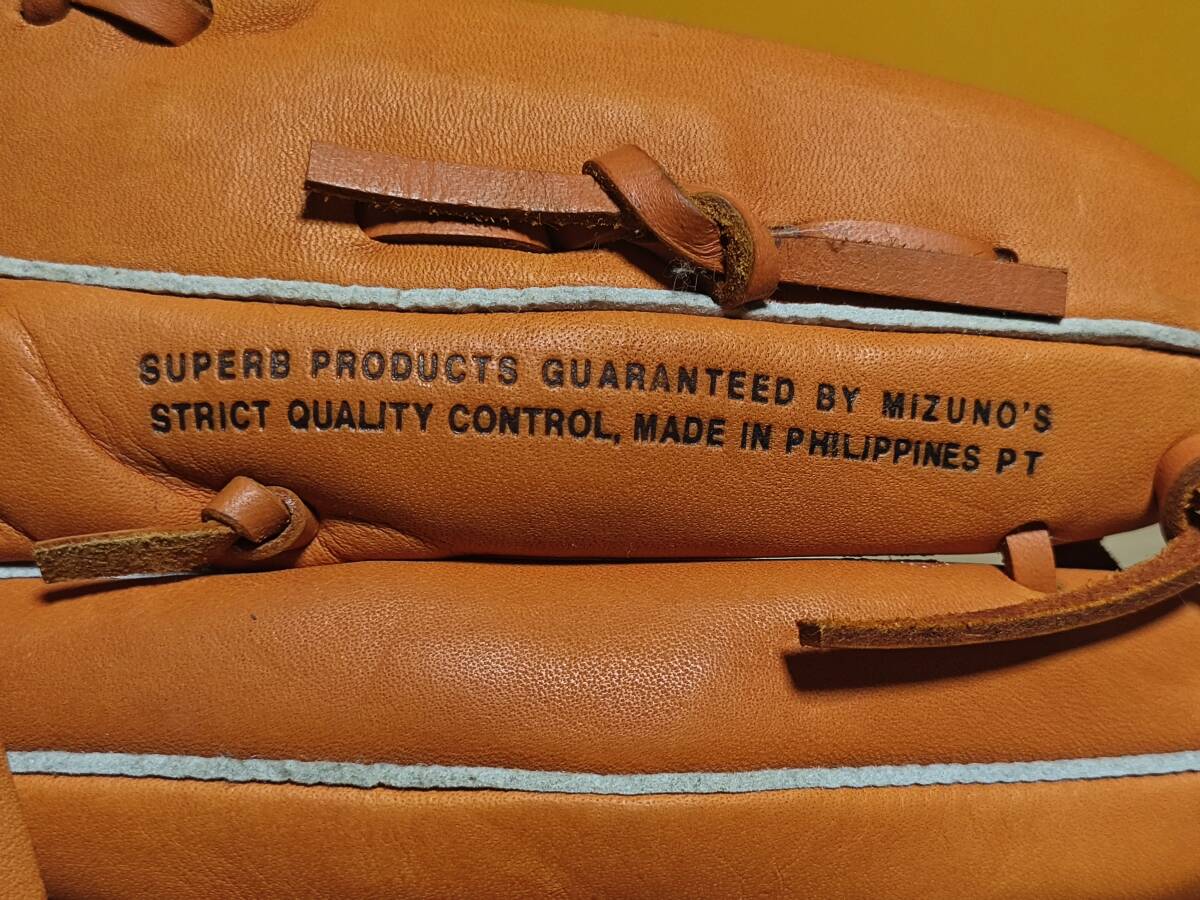 SUPERB PRODUCTS GUARANTEED BY MIZUNO'S
STRICT QUALITY CONTROL, MADE IN PHILIPPINES PT